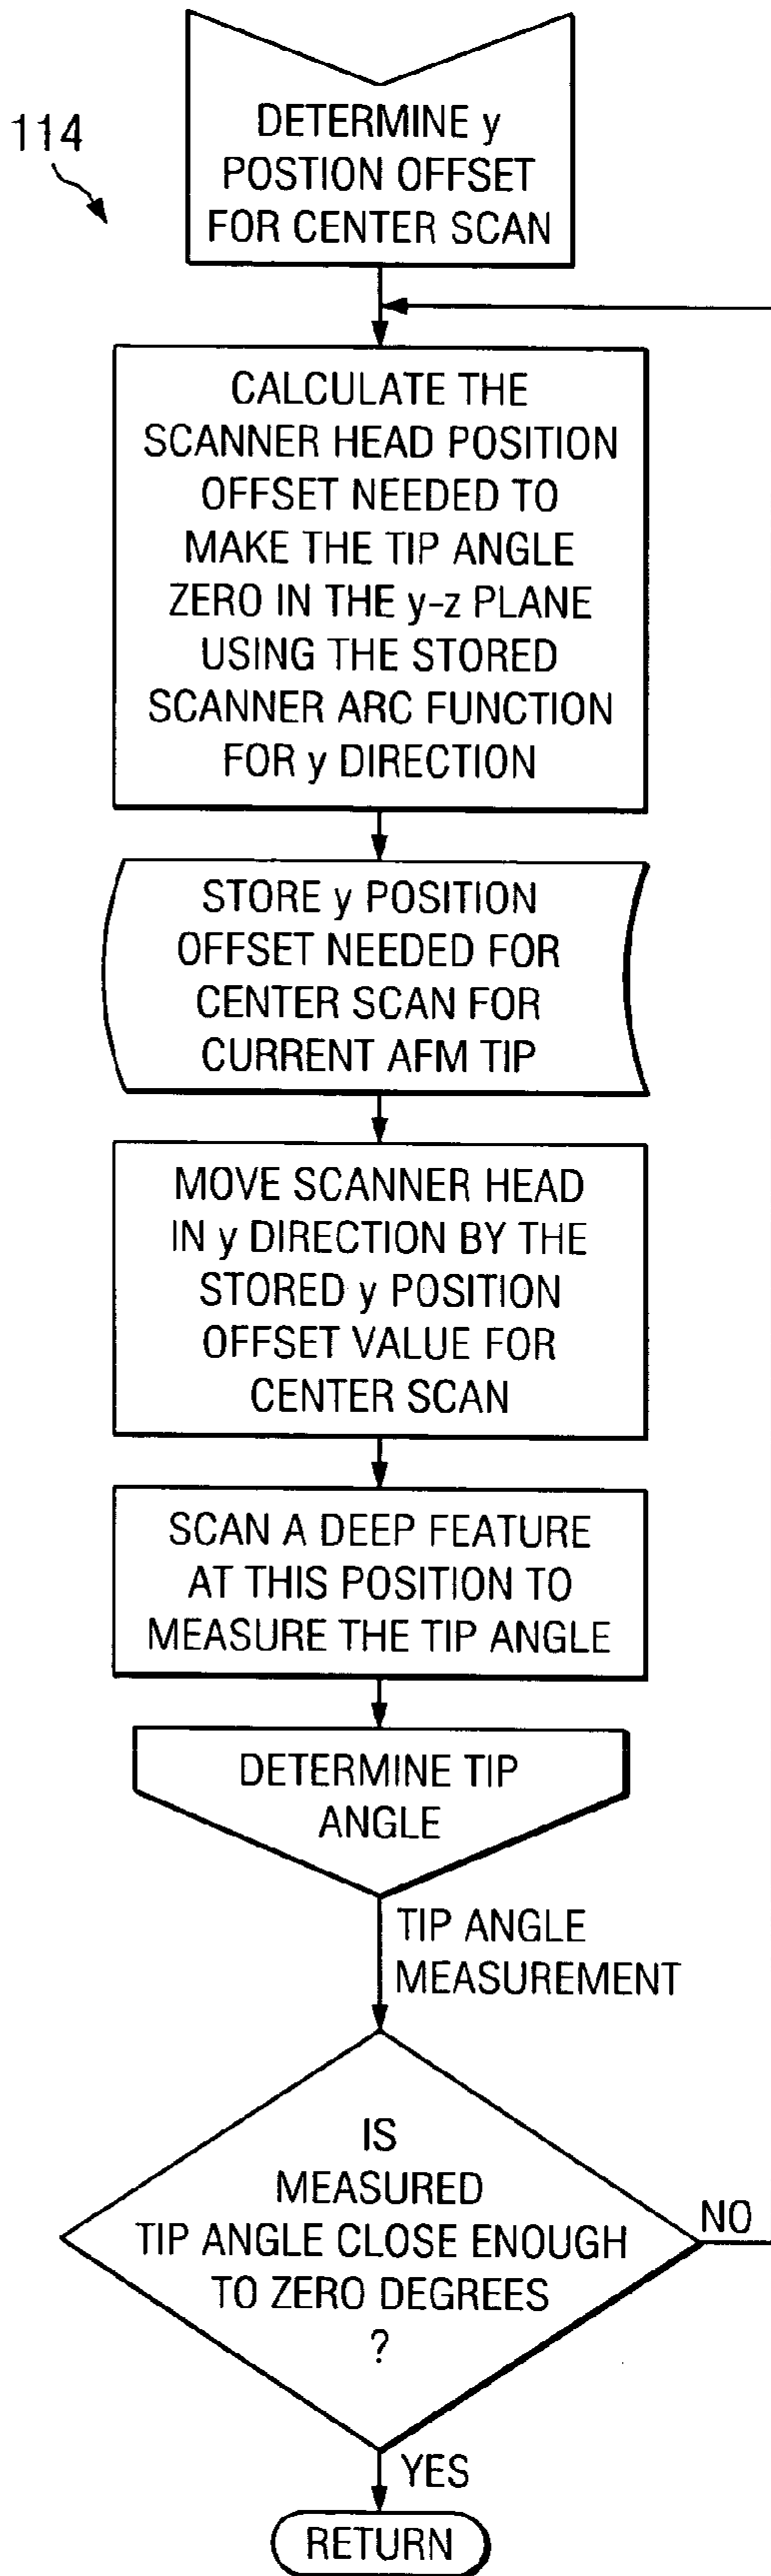 114
DETERMINE y
POSTION OFFSET
FOR CENTER SCAN
CALCULATE THE
SCANNER HEAD POSITION
OFFSET NEEDED TO
MAKE THE TIP ANGLE
ZERO IN THE y-z PLANE
USING THE STORED
SCANNER ARC FUNCTION
FOR y DIRECTION
STORE y POSITION
OFFSET NEEDED FOR
CENTER SCAN FOR
CURRENT AFM TIP
MOVE SCANNER HEAD
IN y DIRECTION BY THE
STORED y POSITION
OFFSET VALUE FOR
CENTER SCAN
SCAN A DEEP FEATURE
AT THIS POSITION TO
MEASURE THE TIP ANGLE
DETERMINE TIP
ANGLE
TIP ANGLE
MEASUREMENT
IS
MEASURED
TIP ANGLE CLOSE ENOUGH
TO ZERO DEGREES
?
NO
YES
RETURN